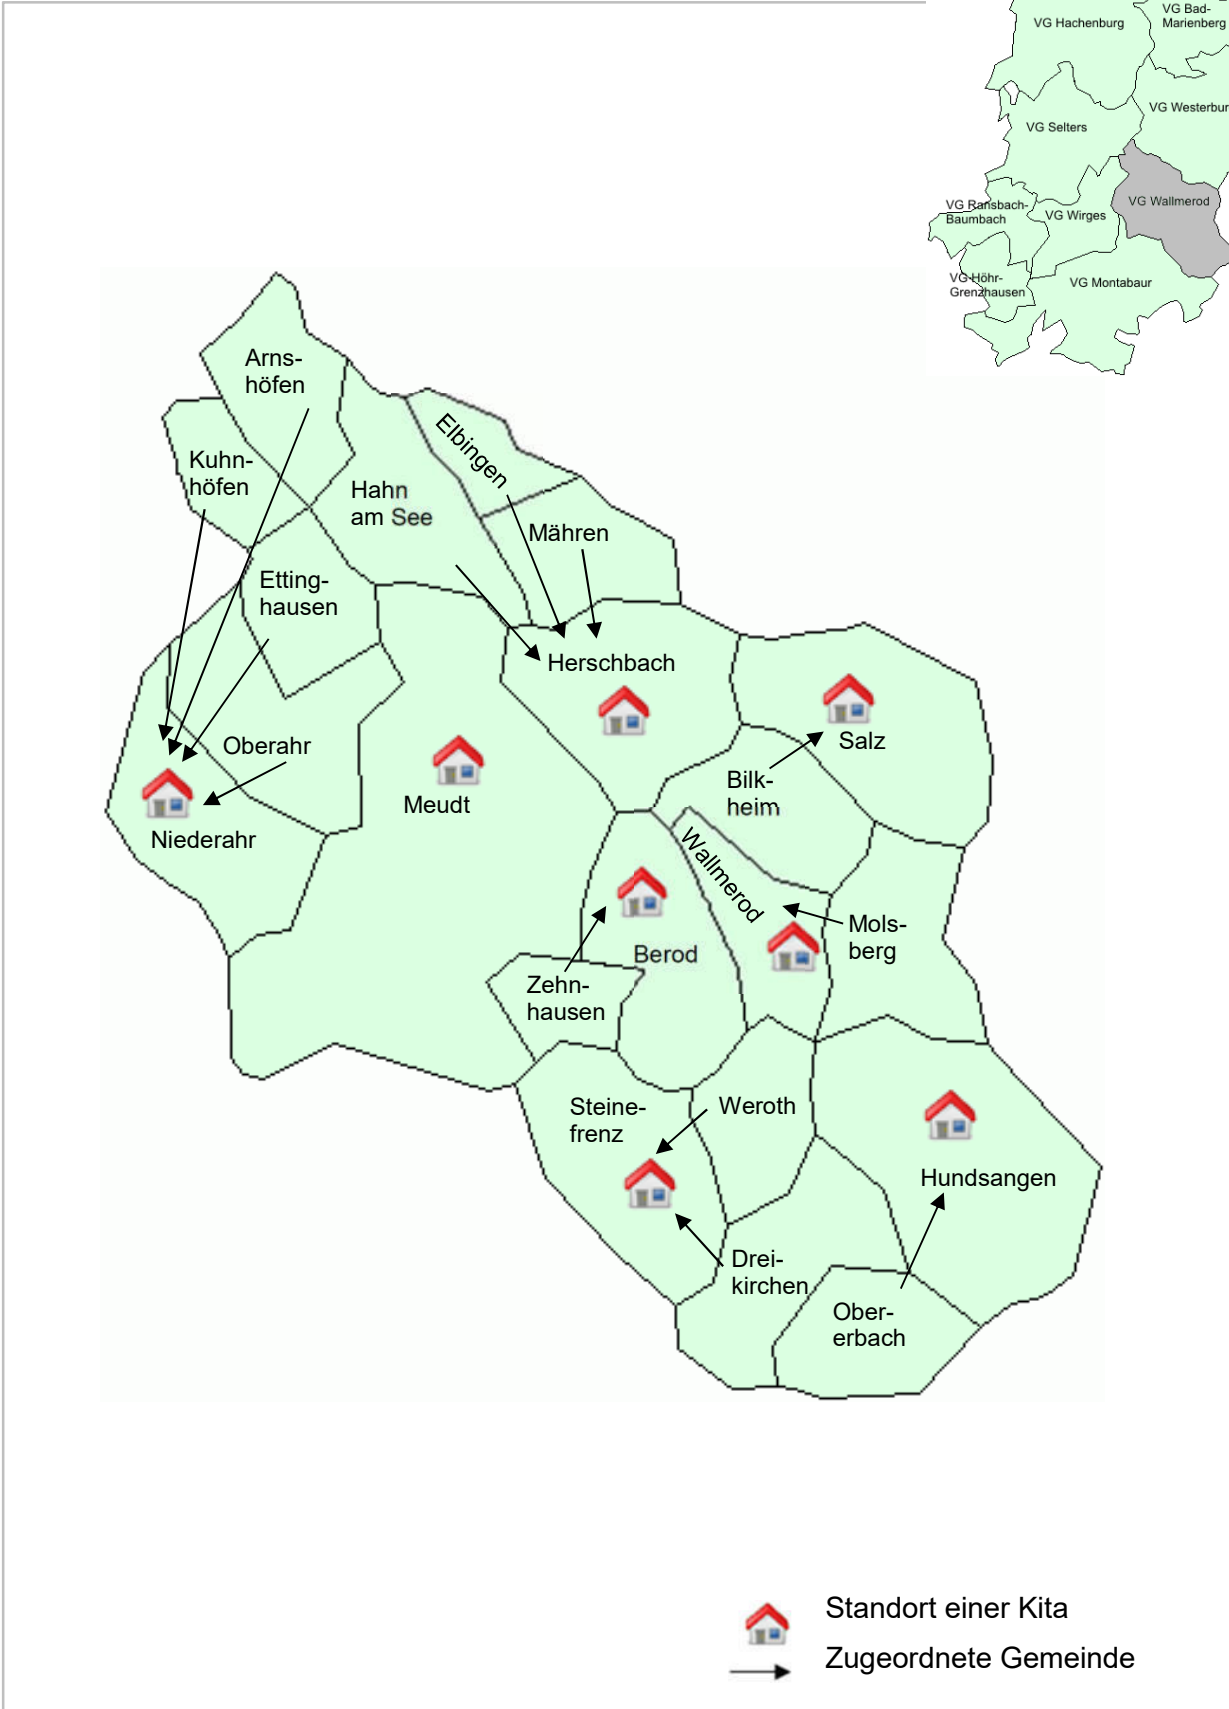 VG Hachenburg
VG Bad-
Marienberg
VG Westerbur
VG Selters
VG Wallmerod
VG Ransbach-
Baumbach
VG Wirges
VG Höhr-
Grenzhausen
VG Montabaur
Arns-
höfen
Kuhn-
höfen
Elbingen
Hahn
am See
Mähren
Etting-
hausen
Herschbach
Oberahr
Salz
Meudt
Bilk-
heim
Niederahr
Wallmerod
Mols-
berg
Berod
Zehn-
hausen
Steine-
frenz
Weroth
Hundsangen
Drei-
kirchen
Ober-
erbach
Standort einer Kita
Zugeordnete Gemeinde